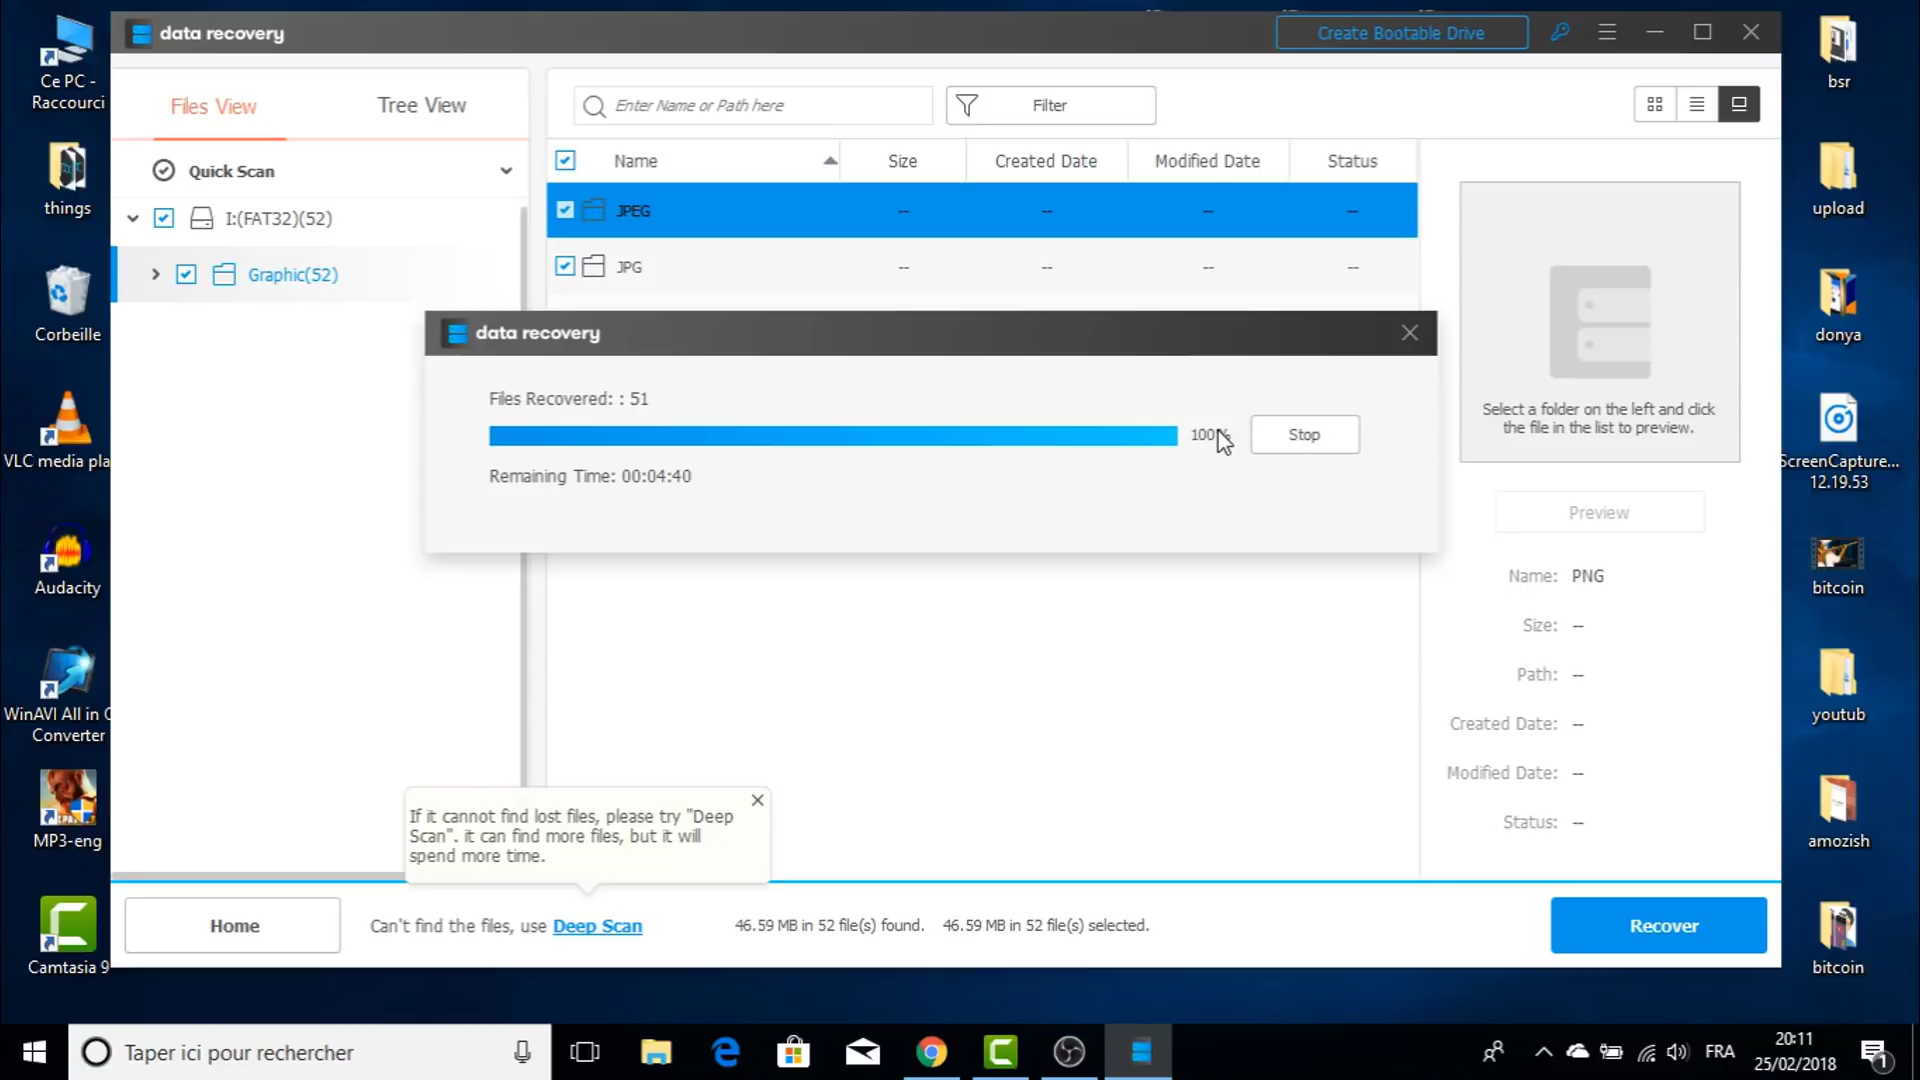 data recovery
Create Bootable Drive
Files View
Tree View
Enter Name or Path here
Filter
Quick Scan
Name
Size
Created Date
Modified Date
Status
I:(FAT32)(52)
JPEG
--
--
--
--
Graphic(52)
JPG
--
--
--
--
data recovery
Files Recovered: : 51
100%
Stop
Remaining Time: 00:04:40
Select a folder on the left and click
the file in the list to preview.
Preview
Name: PNG
Size: --
Path: --
Created Date: --
Modified Date: --
Status: --
If it cannot find lost files, please try "Deep
Scan". it can find more files, but it will
spend more time.
Home
Can't find the files, use Deep Scan
46.59 MB in 52 file(s) found.
46.59 MB in 52 file(s) selected.
Recover
Ce PC -
Raccourci
things
Corbeille
VLC media pla
Audacity
WinAVI All in C
Converter
MP3-eng
Camtasia 9
bsr
upload
donya
ScreenCapture...
12.19.53
bitcoin
youtub
amozish
bitcoin
Taper ici pour rechercher
FRA
20:11
25/02/2018
1